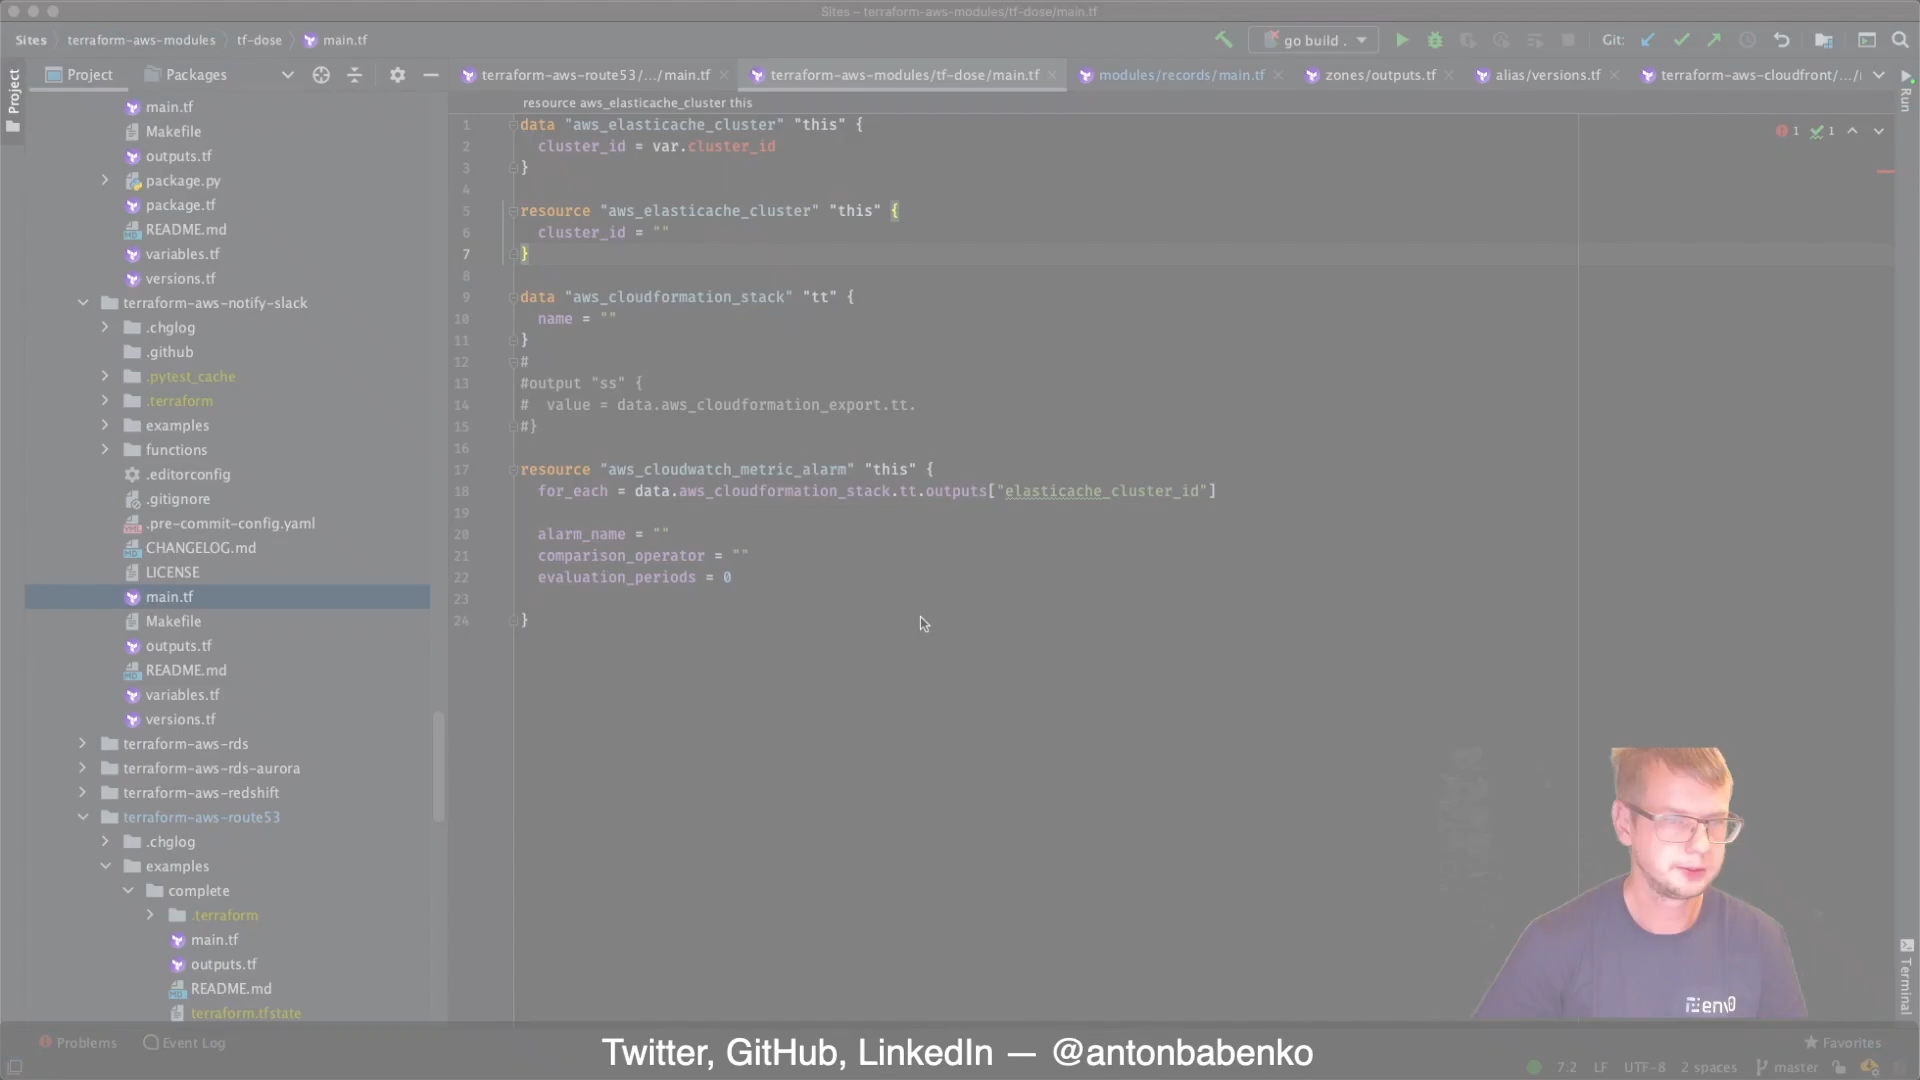 Sites – terraform-aws-modules/tf-dose/main.tf
Sites terraform-aws-modules tf-dose main.tf
go build . Git:
Project Packages
terraform-aws-route53/.../main.tf terraform-aws-modules/tf-dose/main.tf modules/records/main.tf zones/outputs.tf alias/versions.tf terraform-aws-cloudfront/.../
Project
Run
resource aws_elasticache_cluster this
main.tf
Makefile
outputs.tf
package.py
package.tf
README.md
variables.tf
versions.tf
terraform-aws-notify-slack
.chglog
.github
.pytest_cache
.terraform
examples
functions
.editorconfig
.gitignore
.pre-commit-config.yaml
CHANGELOG.md
LICENSE
main.tf
Makefile
outputs.tf
README.md
variables.tf
versions.tf
terraform-aws-rds
terraform-aws-rds-aurora
terraform-aws-redshift
terraform-aws-route53
.chglog
examples
complete
.terraform
main.tf
outputs.tf
README.md
terraform.tfstate
1 data "aws_elasticache_cluster" "this" {
2 cluster_id = var.cluster_id
3 }
4
5 resource "aws_elasticache_cluster" "this" {
6 cluster_id = ""
7 }
8
9 data "aws_cloudformation_stack" "tt" {
10 name = ""
11 }
12 #
13 #output "ss" {
14 # value = data.aws_cloudformation_export.tt.
15 #}
16
17 resource "aws_cloudwatch_metric_alarm" "this" {
18 for_each = data.aws_cloudformation_stack.tt.outputs["elasticache_cluster_id"]
19
20 alarm_name = ""
21 comparison_operator = ""
22 evaluation_periods = 0
23
24 }
1 1
env0
Terminal
Problems Event Log
Twitter, GitHub, LinkedIn — @antonbabenko
Favorites
7:2 LF UTF-8 2 spaces master